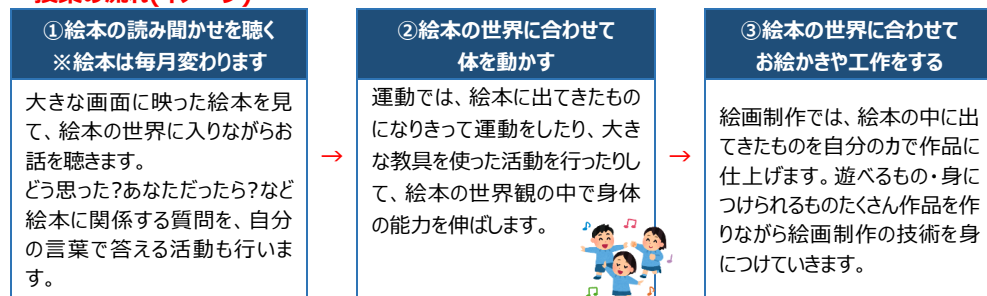 ①絵本の読み聞かせを聴く
※絵本は毎月変わります
大きな画面に映った絵本を見
て、絵本の世界に入りながらお
話を聴きます。
どう思った?あなただったら?など
絵本に関係する質問を、自分
の言葉で答える活動も行いま
す。
→
②絵本の世界に合わせて
体を動かす
運動では、絵本に出てきたもの
になりきって運動をしたり、大き
な教具を使った活動を行ったりし
て、絵本の世界観の中で身体
の能力を伸ばします。
→
③絵本の世界に合わせて
お絵かきや工作をする
絵画制作では、絵本の中に出
てきたものを自分の力で作品に
仕上げます。遊べるもの・身に
つけられるものたくさん作品を作
りながら絵画制作の技術を身
につけていきます。